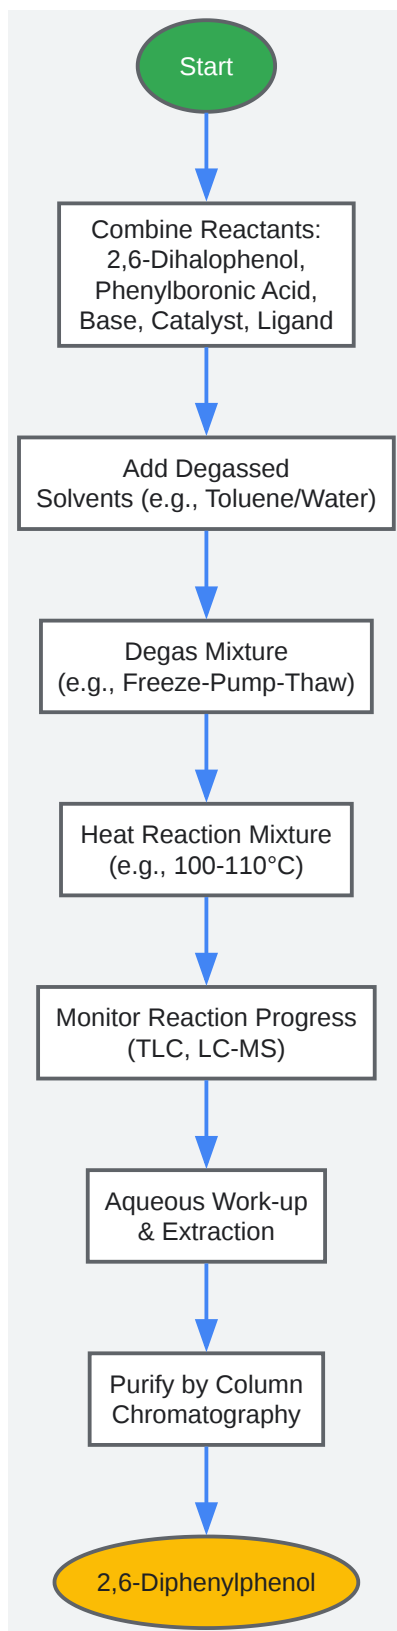 Start
Combine Reactants:
2,6-Dihalophenol,
Phenylboronic Acid,
Base, Catalyst, Ligand
Add Degassed
Solvents (e.g., Toluene/Water)
Degas Mixture
(e.g., Freeze-Pump-Thaw)
Heat Reaction Mixture
(e.g., 100-110°C)
Monitor Reaction Progress
(TLC, LC-MS)
Aqueous Work-up
& Extraction
Purify by Column
Chromatography
2,6-Diphenylphenol